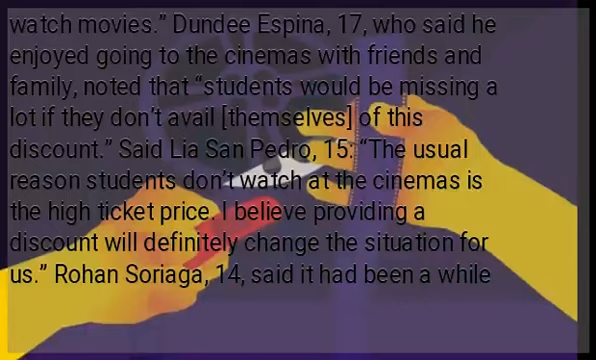 watch movies.” Dundee Espina, 17, who said he
enjoyed going to the cinemas with friends and
family, noted that “students would be missing a
lot if they don’t avail [themselves] of this
discount.” Said Lia San Pedro, 15: “The usual
reason students don’t watch at the cinemas is
the high ticket price. I believe providing a
discount will definitely change the situation for
us.” Rohan Soriaga, 14, said it had been a while